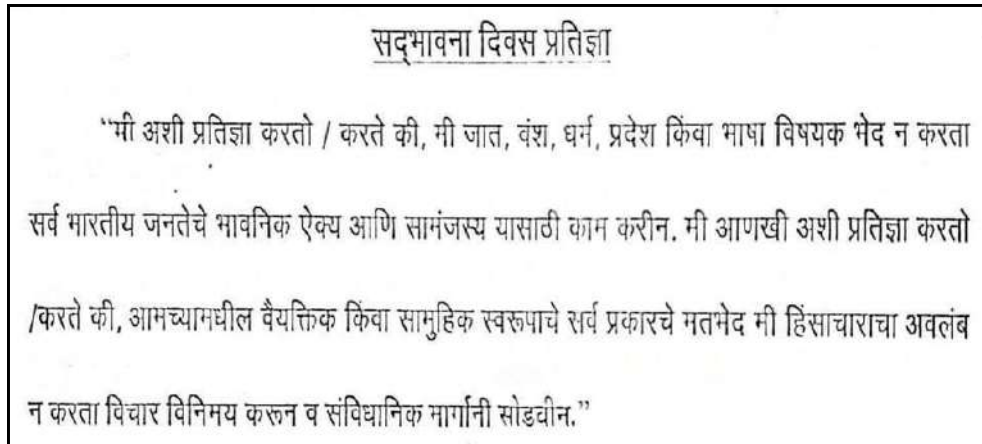 सद्‌भावना दिवस प्रतिज्ञा
“मी अशी प्रतिज्ञा करतो / करते की, मी जात, वंश, धर्म, प्रदेश किंवा भाषा विषयक भेद न करता
सर्व भारतीय जनतेचे भावनिक ऐक्य आणि सामंजस्य यासाठी काम करीन. मी आणखी अशी प्रतिज्ञा करतो
/करते की, आमच्यामधील वैयक्तिक किंवा सामुहिक स्वरूपाचे सर्व प्रकारचे मतभेद मी हिंसाचाराचा अवलंब
न करता विचार विनिमय करून व संविधानिक मार्गानी सोडवीन.”